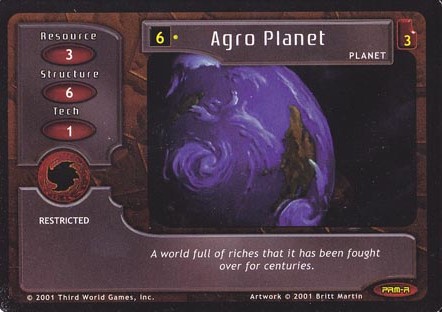 Resource
3
Structure
6
Tech
1
RESTRICTED
6 Agro Planet 3
PLANET
A world full of riches that it has been fought
over for centuries.
PRM-A
© 2001 Third World Games, Inc. Artwork © 2001 Britt Martin